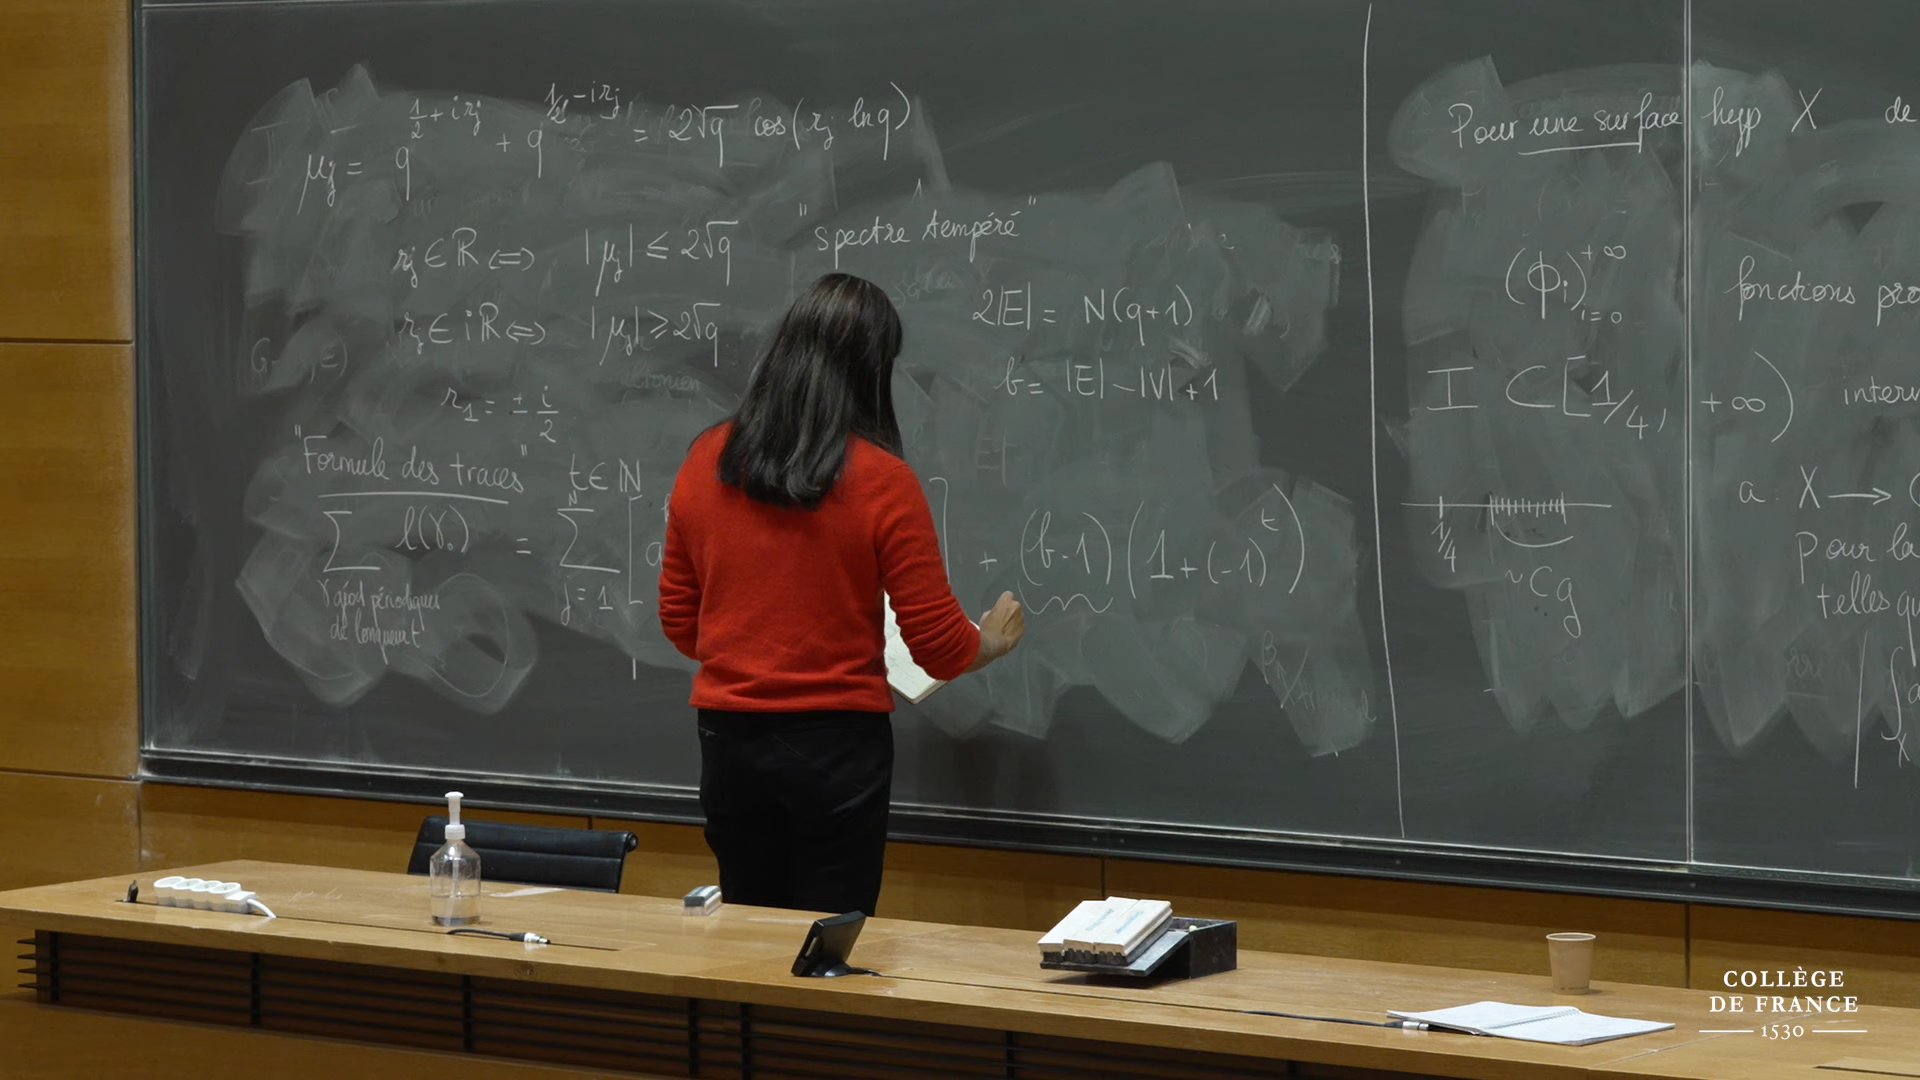 μj = q^{1/2 + irj} + q^{1/2 - irj} = 2√q cos(rj ln q)
rj ∈ ℝ ⟺ |μj| ≤ 2√q
"spectre tempéré"
rj ∈ iℝ ⟺ |μj| ≥ 2√q
2|E| = N(q+1)
b = |E| - |V| + 1
r1 = ± i/2
"Formule des traces" t ∈ ℕ
∑ l(γ0) = ∑_{j=1}^{N} [ ] + (b-1)(1+(-1)^t)
γ géod périodiques
de longueur t
Pour une surface hyp X de
(ϕi)_{i=0}^{+∞} fonctions pro
I ⊂ [1/4, +∞) interv
a : X →
1/4
~ Cg
pour la
telles qu
| ∫_X a
COLLÈGE
DE FRANCE
1530